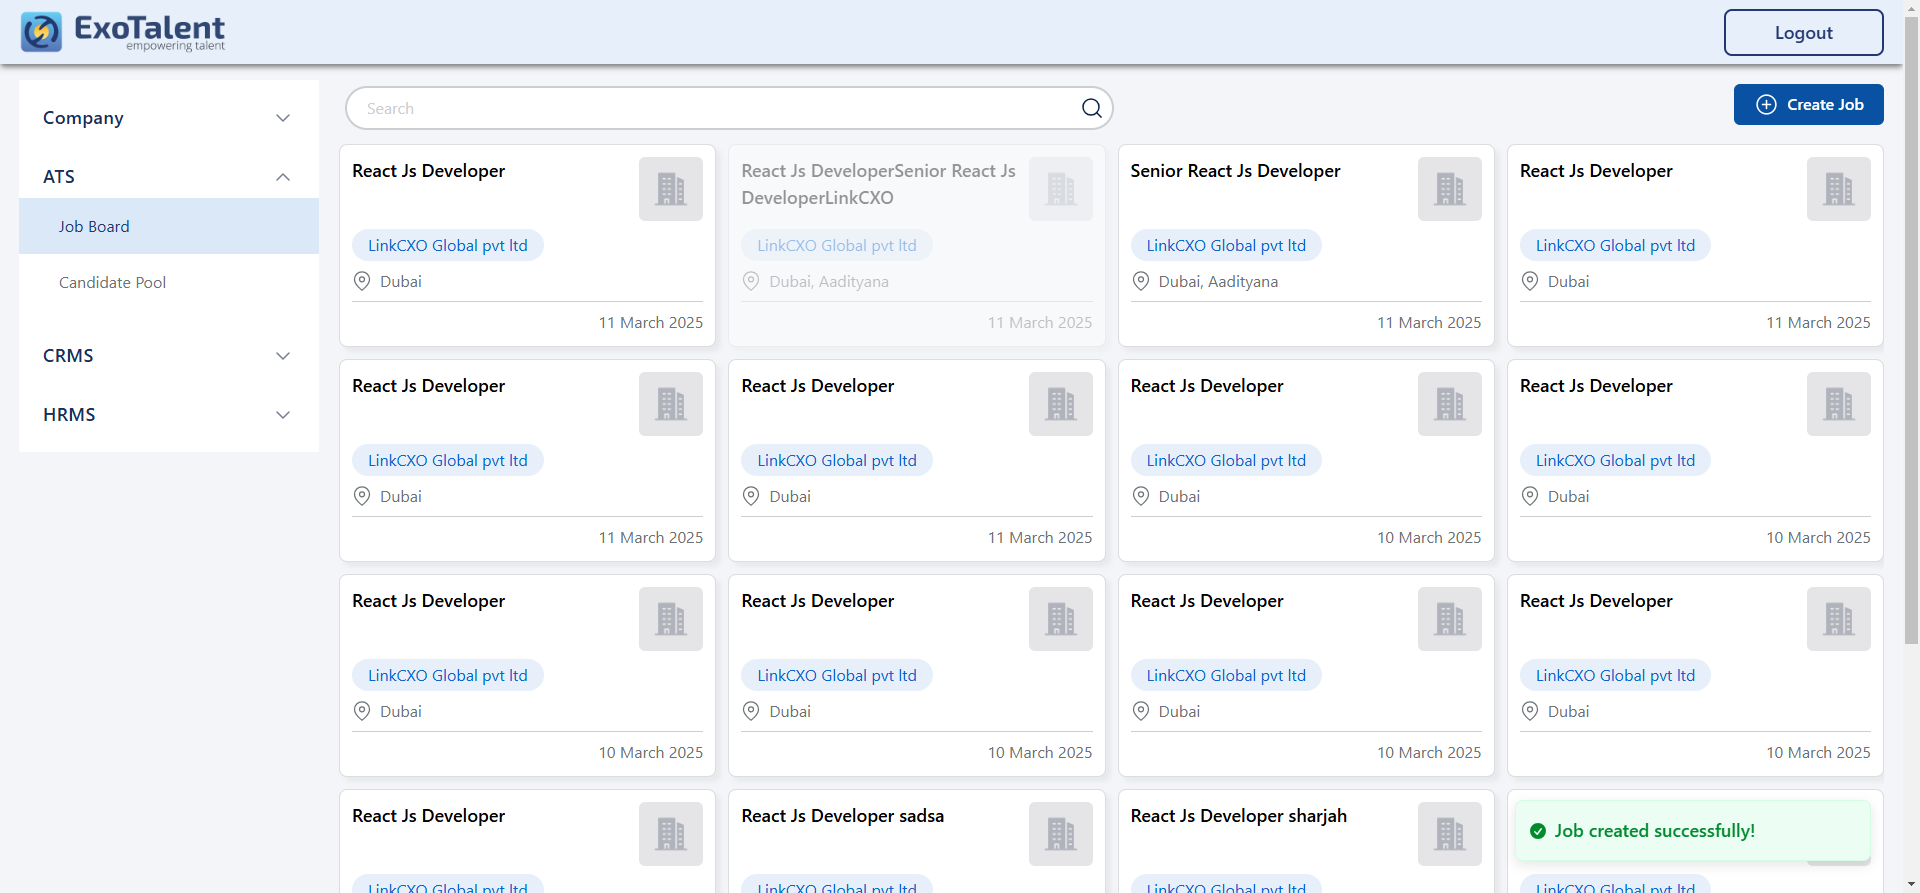 ExoTalent
empowering talent
Logout
Company
ATS
Job Board
Candidate Pool
CRMS
HRMS
Search
Create Job
React Js Developer
LinkCXO Global pvt ltd
Dubai
11 March 2025
React Js DeveloperSenior React Js
DeveloperLinkCXO
LinkCXO Global pvt ltd
Dubai, Aadityana
11 March 2025
Senior React Js Developer
LinkCXO Global pvt ltd
Dubai, Aadityana
11 March 2025
React Js Developer
LinkCXO Global pvt ltd
Dubai
11 March 2025
React Js Developer
LinkCXO Global pvt ltd
Dubai
11 March 2025
React Js Developer
LinkCXO Global pvt ltd
Dubai
11 March 2025
React Js Developer
LinkCXO Global pvt ltd
Dubai
10 March 2025
React Js Developer
LinkCXO Global pvt ltd
Dubai
10 March 2025
React Js Developer
LinkCXO Global pvt ltd
Dubai
10 March 2025
React Js Developer
LinkCXO Global pvt ltd
Dubai
10 March 2025
React Js Developer
LinkCXO Global pvt ltd
Dubai
10 March 2025
React Js Developer
LinkCXO Global pvt ltd
Dubai
10 March 2025
React Js Developer
LinkCXO Global pvt ltd
React Js Developer sadsa
LinkCXO Global pvt ltd
React Js Developer sharjah
LinkCXO Global pvt ltd
Job created successfully!
LinkCXO Global pvt ltd